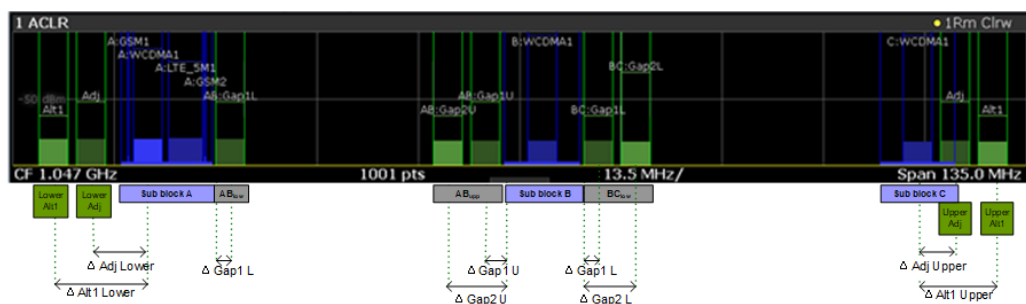 1 ACLR
1Rm Clrw
A:GSM1
A:WCDMA1
A:LTE_5M1
A:GSM2
AB:Gap1L
B:WCDMA1
BC:Gap2L
C:WCDMA1
-50 dBm
Alt1
Adj
AB:Gap2U
AB:Gap1U
BC:Gap1L
Adj
Alt1
CF 1.047 GHz
1001 pts
13.5 MHz/
Span 135.0 MHz
Lower Alt1
Lower Adj
Sub block A
ABlow
ABupp
Sub block B
BClow
Sub block C
Upper Adj
Upper Alt1
Δ Adj Lower
Δ Gap1 L
Δ Gap1 U
Δ Gap1 L
Δ Adj Upper
Δ Alt1 Lower
Δ Gap2 U
Δ Gap2 L
Δ Alt1 Upper